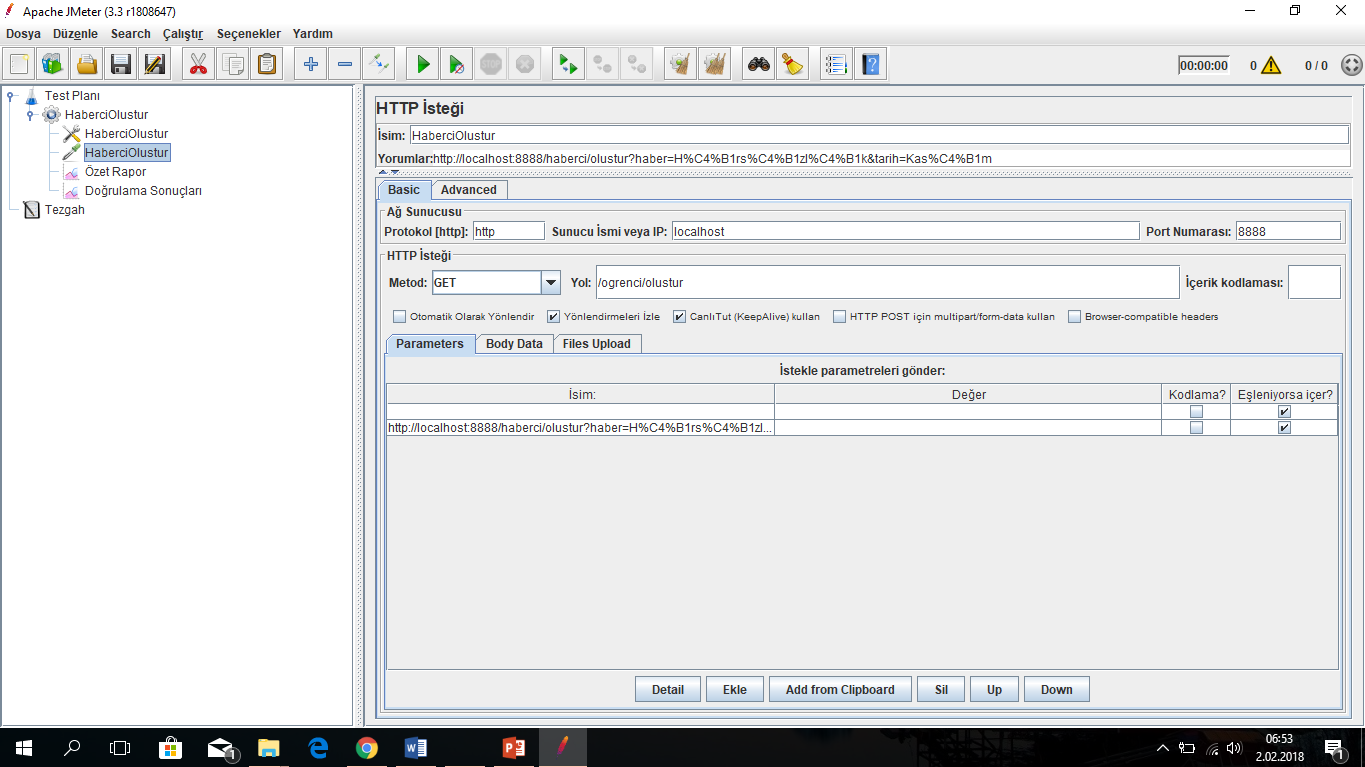 Apache JMeter (3.3 r1808647)
Dosya Düzenle Search Çalıştır Seçenekler Yardım
00:00:00 0 0 / 0
Test Planı
HaberciOlustur
HaberciOlustur
HaberciOlustur
Özet Rapor
Doğrulama Sonuçları
Tezgah
HTTP İsteği
İsim: HaberciOlustur
Yorumlar: http://localhost:8888/haberci/olustur?haber=H%C4%B1rs%C4%B1zl%C4%B1k&tarih=Kas%C4%B1m
Basic Advanced
Ağ Sunucusu
Protokol [http]: http Sunucu İsmi veya IP: localhost Port Numarası: 8888
HTTP İsteği
Metod: GET Yol: /ogrenci/olustur İçerik kodlaması:
Otomatik Olarak Yönlendir Yönlendirmeleri İzle CanlıTut (KeepAlive) kullan HTTP POST için multipart/form-data kullan Browser-compatible headers
Parameters Body Data Files Upload
İstekle parametreleri gönder:
İsim: Değer Kodlama? Eşleniyorsa içer?
http://localhost:8888/haberci/olustur?haber=H%C4%B1rs%C4%B1zl...
Detail Ekle Add from Clipboard Sil Up Down
06:53
2.02.2018